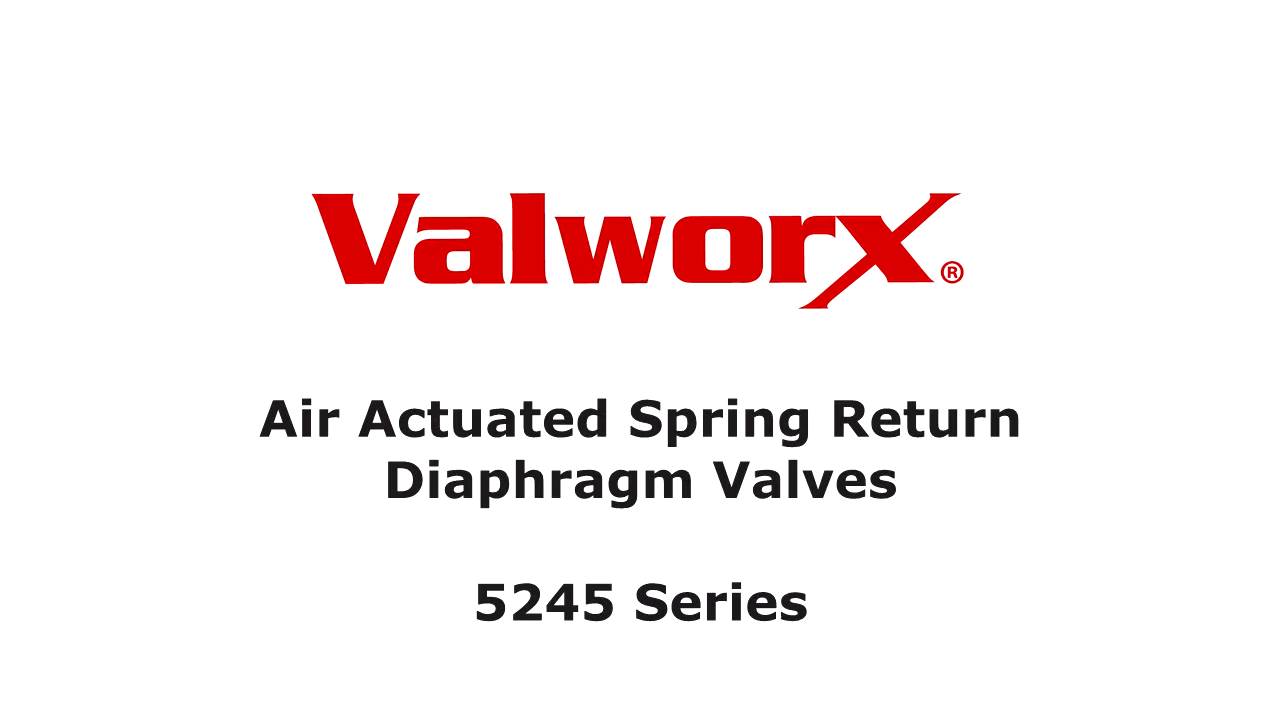 Valworx®
Air Actuated Spring Return
Diaphragm Valves
5245 Series